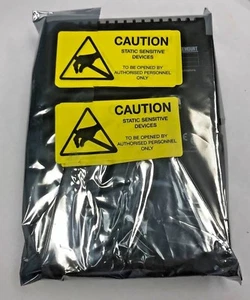 CAUTION
STATIC SENSITIVE
DEVICES
TO BE OPENED BY
AUTHORISED PERSONNEL
ONLY
CAUTION
STATIC SENSITIVE
DEVICES
TO BE OPENED BY
AUTHORISED PERSONNEL
ONLY